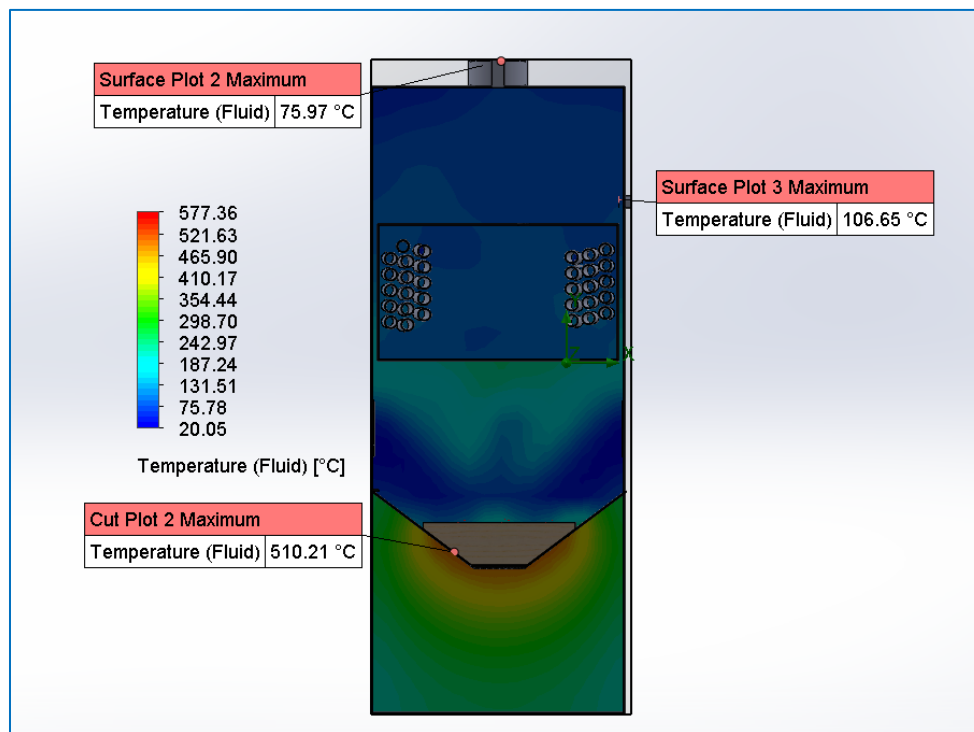 Surface Plot 2 Maximum
Temperature (Fluid) 75.97 °C
Surface Plot 3 Maximum
Temperature (Fluid) 106.65 °C
577.36
521.63
465.90
410.17
354.44
298.70
242.97
187.24
131.51
75.78
20.05
Temperature (Fluid) [°C]
Y
Z
X
Cut Plot 2 Maximum
Temperature (Fluid) 510.21 °C